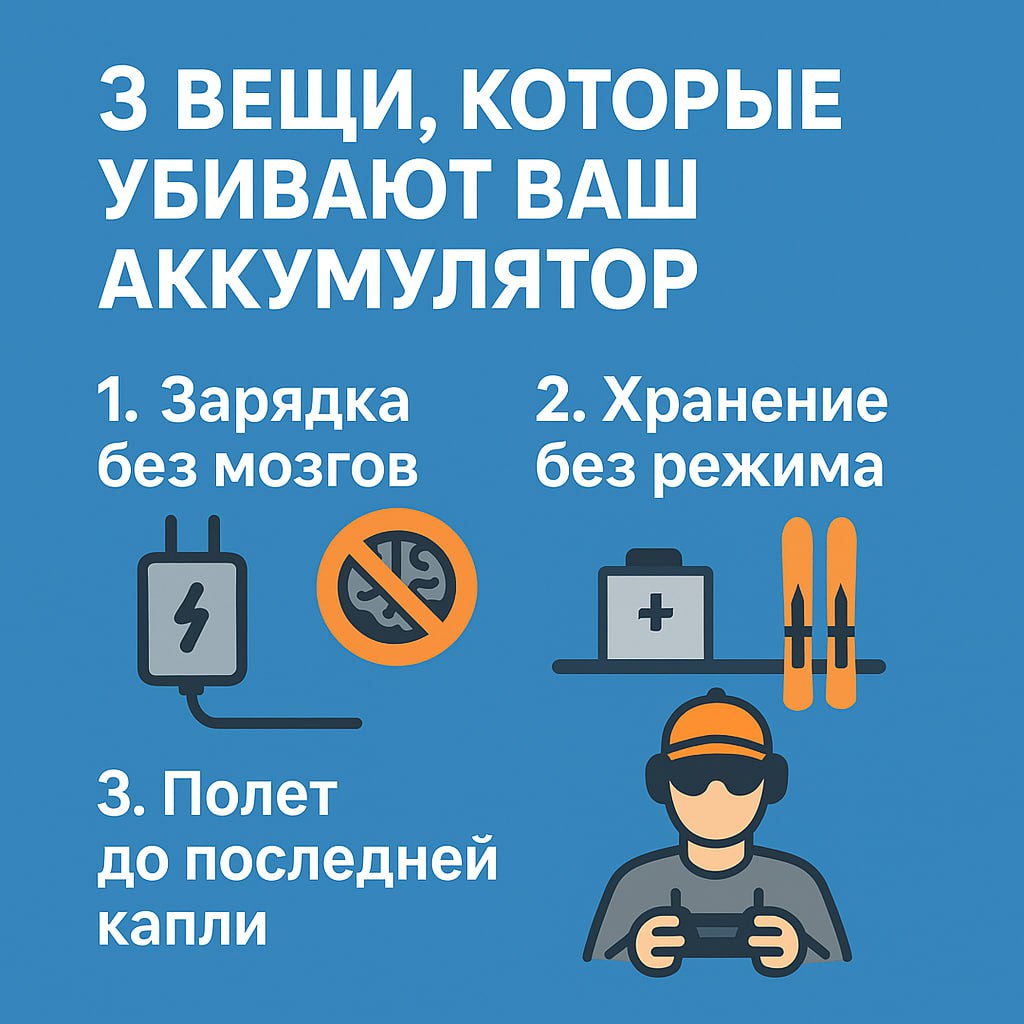 3 ВЕЩИ, КОТОРЫЕ
УБИВАЮТ ВАШ
АККУМУЛЯТОР
1. Зарядка
без мозгов
2. Хранение
без режима
3. Полет
до последней
капли